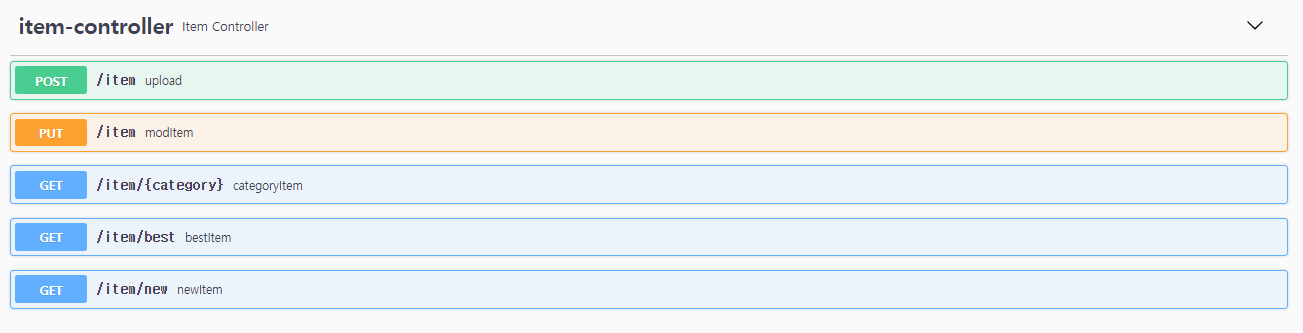 item-controller Item Controller
POST /item upload
PUT /item modItem
GET /item/{category} categoryItem
GET /item/best bestItem
GET /item/new newItem